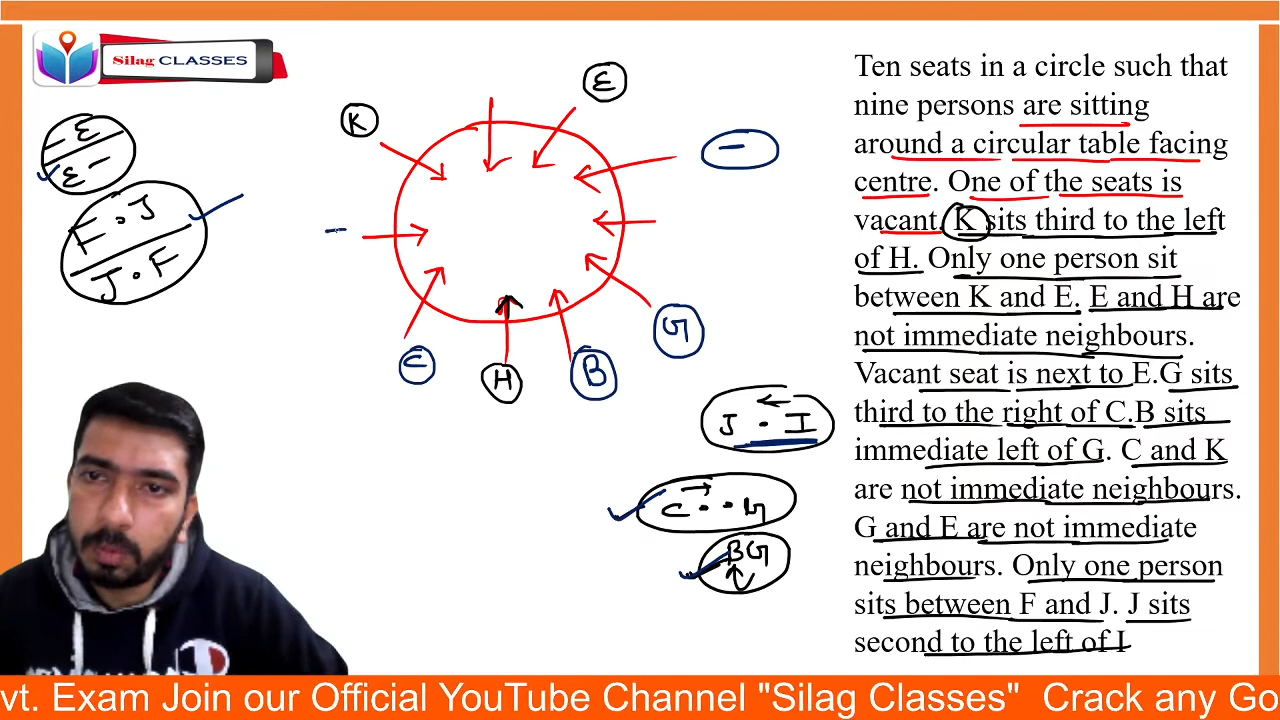 Silag CLASSES
Ten seats in a circle such that
nine persons are sitting
around a circular table facing
centre. One of the seats is
vacant. K sits third to the left
of H. Only one person sit
between K and E. E and H are
not immediate neighbours.
Vacant seat is next to E.G sits
third to the right of C.B sits
immediate left of G. C and K
are not immediate neighbours.
G and E are not immediate
neighbours. Only one person
sits between F and J. J sits
second to the left of I
— E
E —
F . J
J . F
K
E
—
—
C
H
B
G
J . I
C . . G
BG
vt. Exam Join our Official YouTube Channel "Silag Classes" Crack any Go